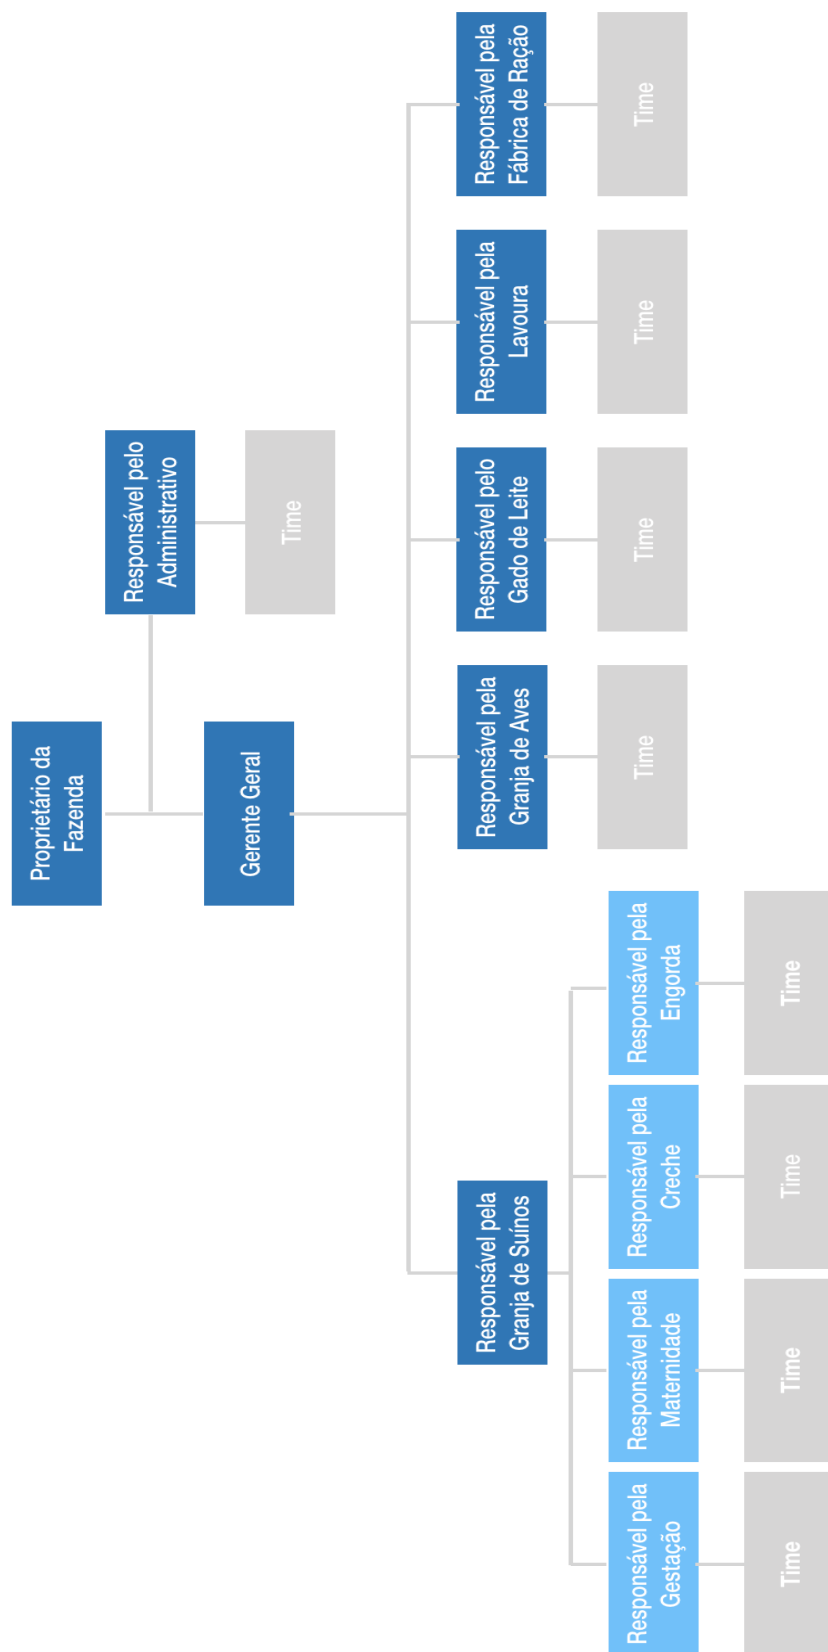 Proprietário da
Fazenda
Responsável pelo
Administrativo
Time
Gerente Geral
Responsável pela
Granja de Suínos
Responsável pela
Granja de Aves
Responsável pelo
Gado de Leite
Responsável pela
Lavoura
Responsável pela
Fábrica de Ração
Time
Time
Time
Time
Responsável pela
Gestação
Responsável pela
Maternidade
Responsável pela
Creche
Responsável pela
Engorda
Time
Time
Time
Time